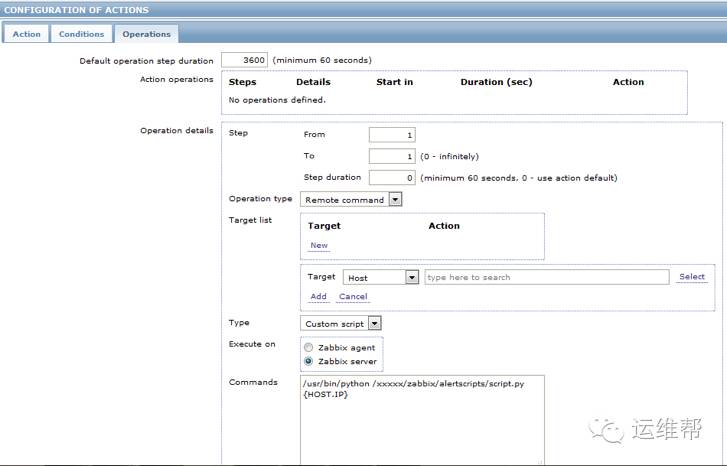 CONFIGURATION OF ACTIONS
Action Conditions Operations
Default operation step duration 3600 (minimum 60 seconds)
Action operations Steps Details Start in Duration (sec) Action
No operations defined.
Operation details Step From 1
To 1 (0 - infinitely)
Step duration 0 (minimum 60 seconds, 0 - use action default)
Operation type Remote command
Target list Target Action
New
Target Host type here to search Select
Add Cancel
Type Custom script
Execute on Zabbix agent
Zabbix server
Commands /usr/bin/python /xxxxx/zabbix/alertscripts/script.py
{HOST.IP}
运维帮